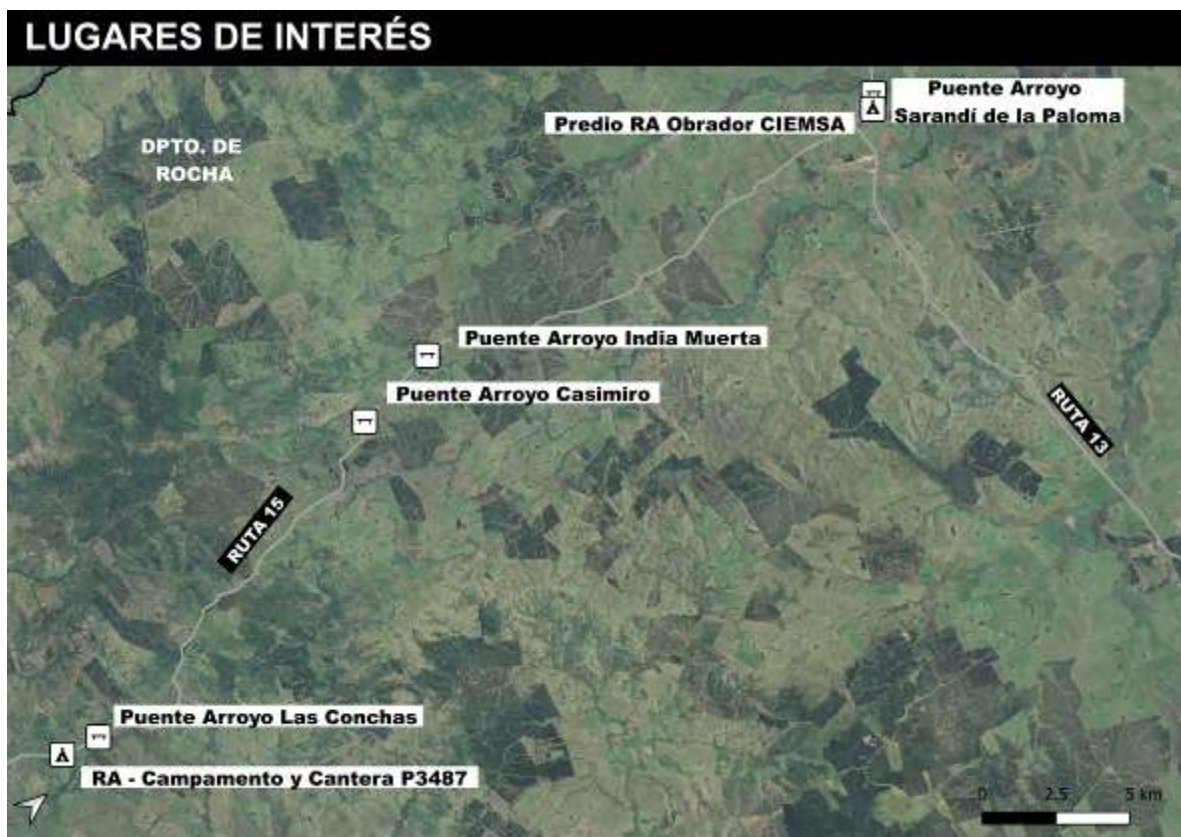 LUGARES DE INTERÉS
Puente Arroyo
Sarandí de la Paloma
Predio RA Obrador CIEMSA
DPTO. DE
ROCHA
Puente Arroyo India Muerta
Puente Arroyo Casimiro
RUTA 13
RUTA 15
Puente Arroyo Las Conchas
RA - Campamento y Cantera P3487
0 2.5 5 km